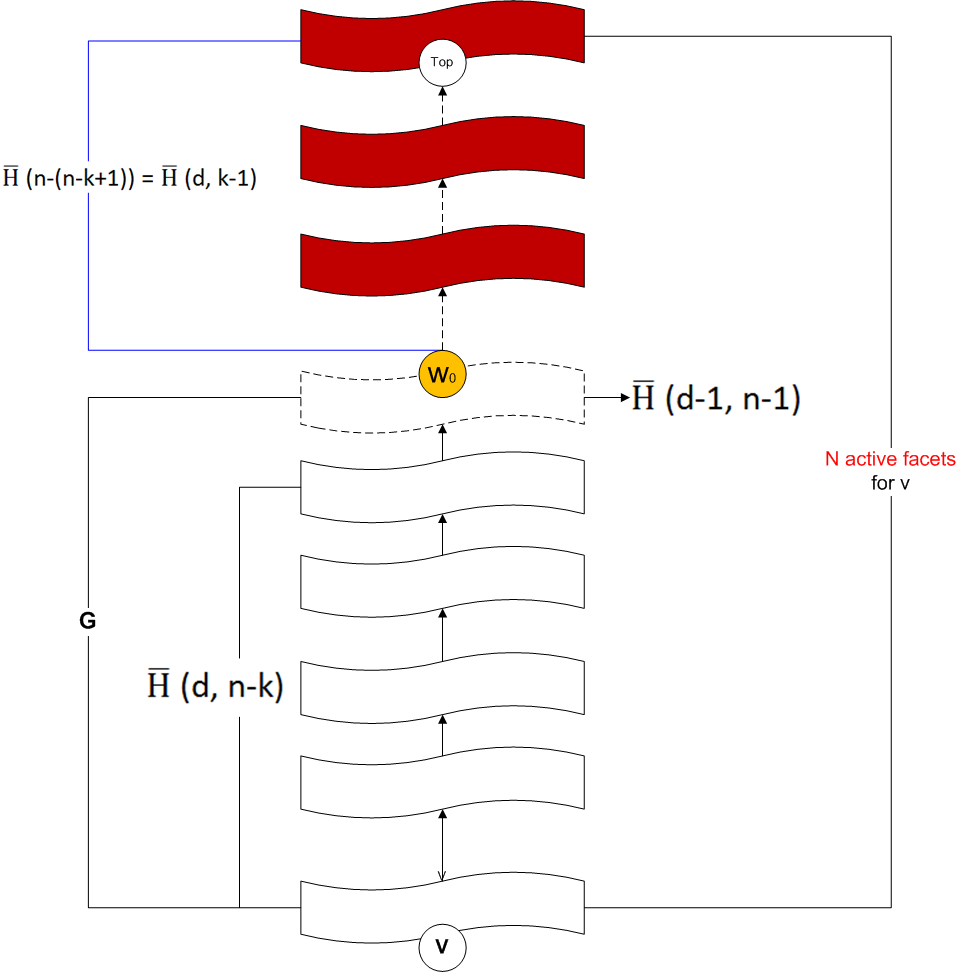 Top
H̅ (n-(n-k+1)) = H̅ (d, k-1)
W₀
H̅ (d-1, n-1)
N active facets
for v
G
H̅ (d, n-k)
V